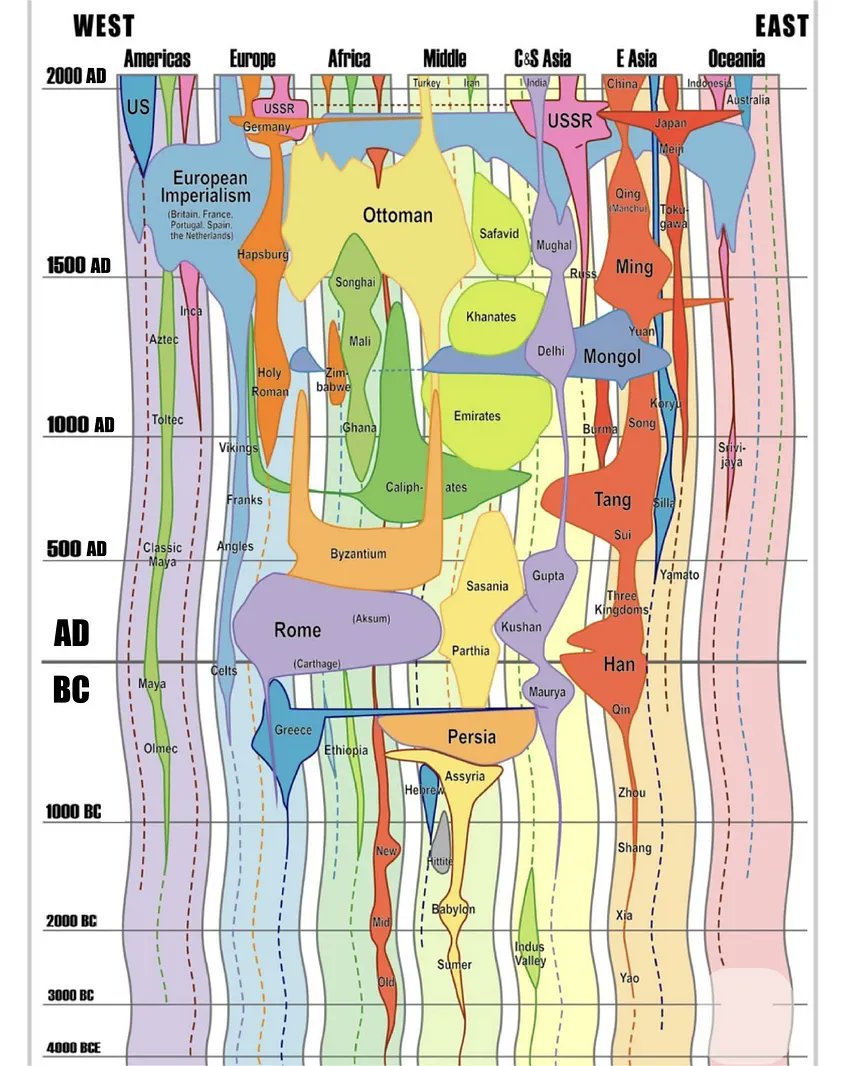 WEST
EAST
Americas
Europe
Africa
Middle
C&S Asia
E Asia
Oceania
2000 AD
Turkey
Iran
India
China
Indonesia
US
USSR
Australia
Germany
USSR
Japan
Meiji
European
Imperialism
(Britain, France,
Portugal, Spain,
the Netherlands)
Ottoman
Qing
(Manchu)
Toku-
gawa
Safavid
Mughal
Hapsburg
1500 AD
Ming
Russ
Songhai
Inca
Khanates
Yuan
Aztec
Mali
Delhi
Mongol
Holy
Roman
Zim-
babwe
Koryu
Toltec
1000 AD
Emirates
Ghana
Burma
Song
Vikings
Srivi-
jaya
Caliph-
ates
Franks
Tang
Silla
Sui
500 AD
Classic
Maya
Angles
Byzantium
Gupta
Yamato
Sasania
Three
Kingdoms
AD
Rome
(Aksum)
Kushan
Parthia
(Carthage)
Han
BC
Celts
Maya
Maurya
Qin
Olmec
Greece
Ethiopia
Persia
Assyria
Hebrew
Zhou
1000 BC
New
Hittite
Shang
2000 BC
Mid
Babylon
Xia
Indus
Valley
Sumer
Old
Yao
3000 BC
4000 BCE